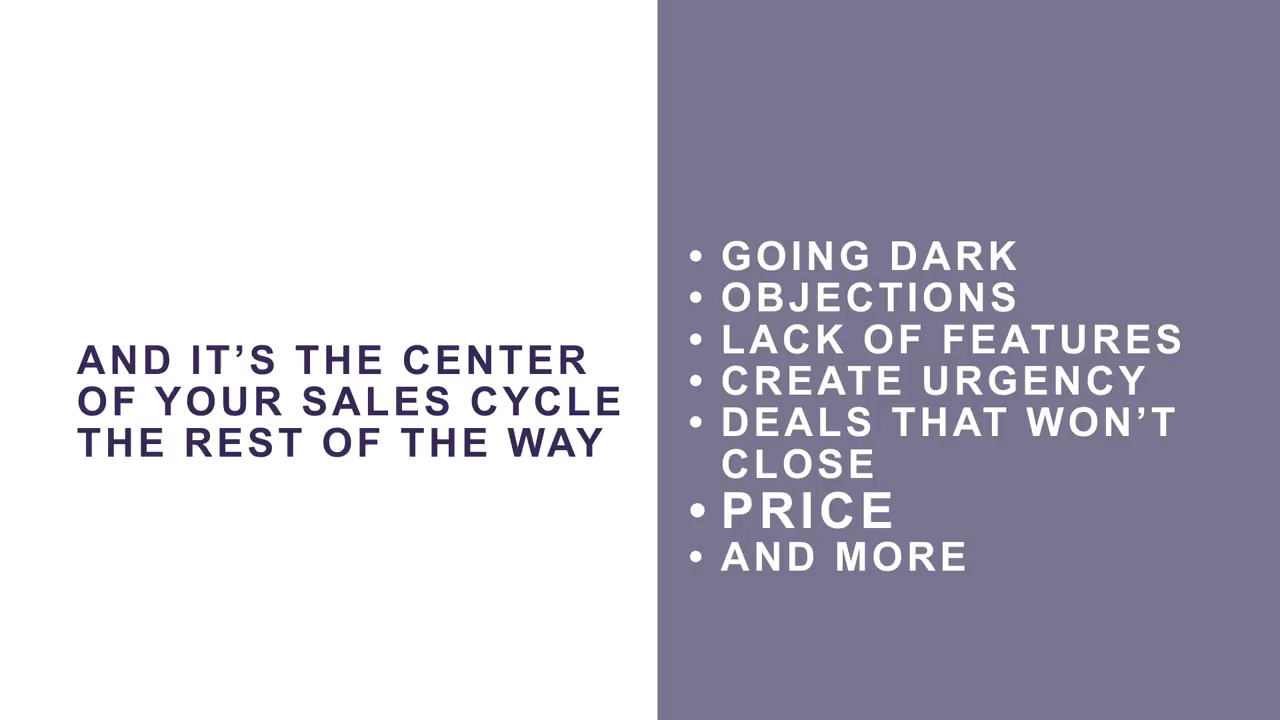 AND IT’S THE CENTER
OF YOUR SALES CYCLE
THE REST OF THE WAY
• GOING DARK
• OBJECTIONS
• LACK OF FEATURES
• CREATE URGENCY
• DEALS THAT WON’T
CLOSE
• PRICE
• AND MORE